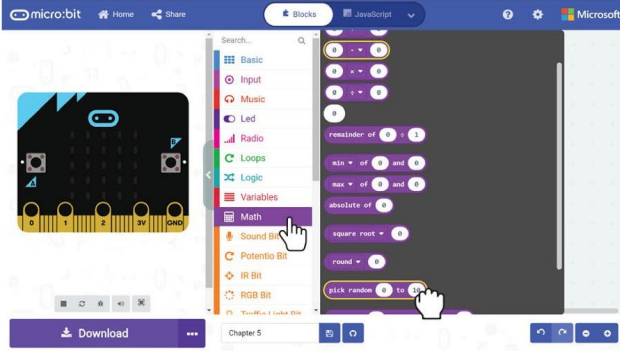 micro:bit Home Share Blocks JavaScript Microsoft
Search...
Basic
Input
Music
Led
Radio
Loops
Logic
Variables
Math
Sound Bit
Potentio Bit
IR Bit
RGB Bit
Traffic Light Bit
0 - 0
0 × 0
0 ÷ 0
0
remainder of 0 ÷ 1
min of 0 and 0
max of 0 and 0
absolute of 0
square root 0
round 0
pick random 0 to 10
A
B
0 1 2 3V GND
Download ...
Chapter 5